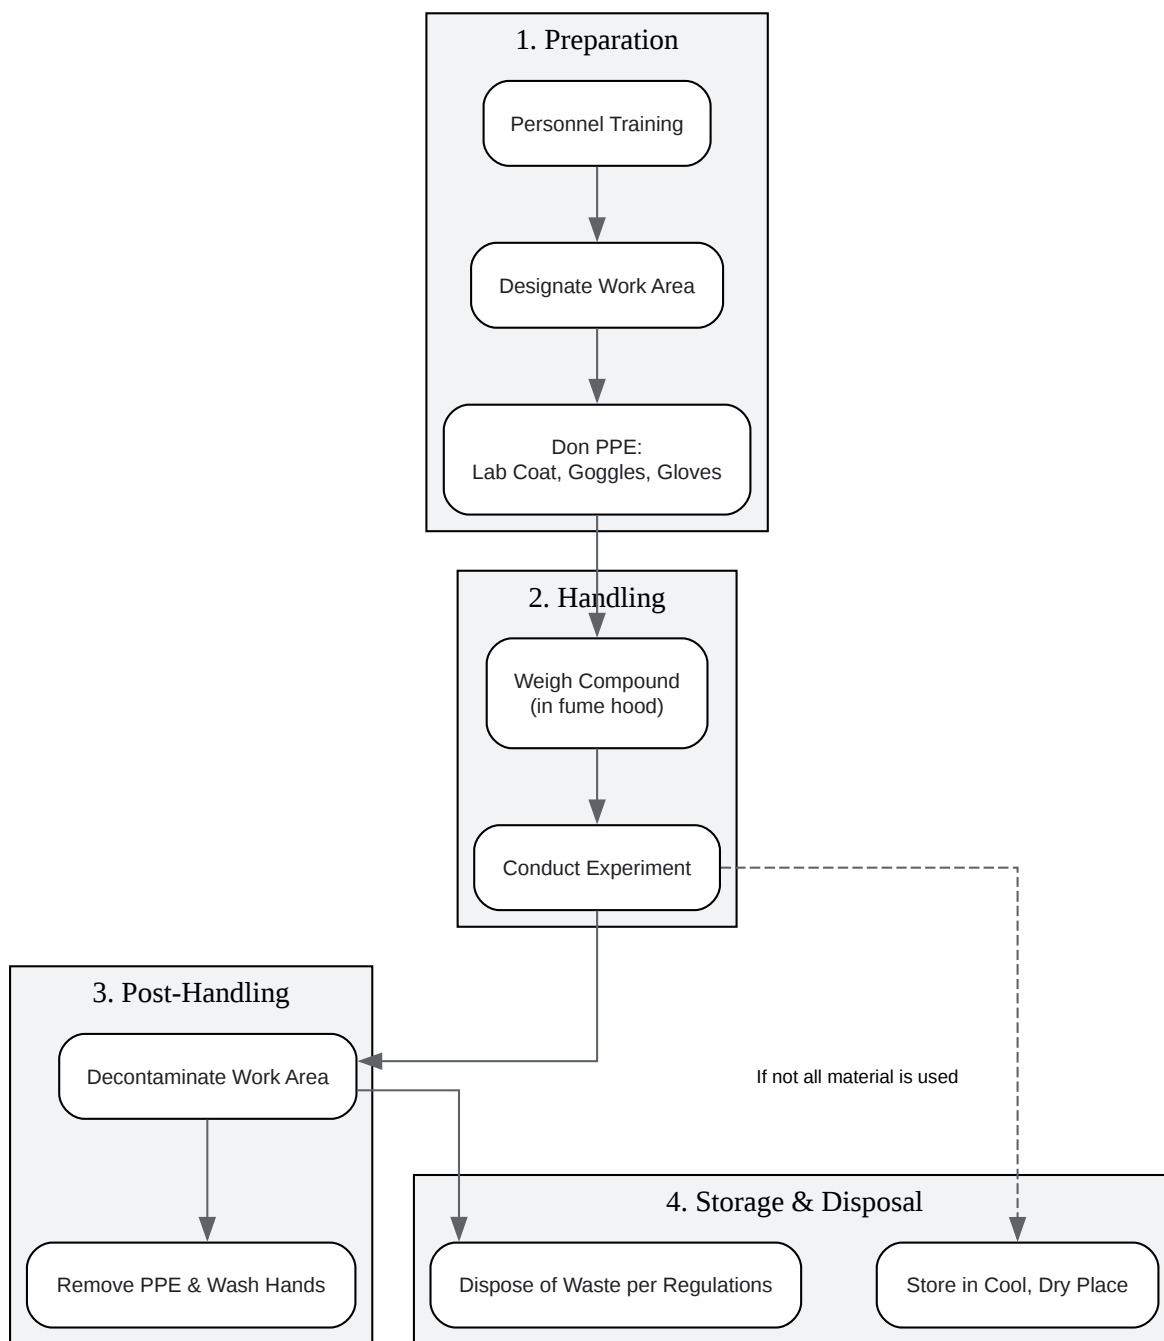 1. Preparation
Personnel Training
Designate Work Area
Don PPE:
Lab Coat, Goggles, Gloves
2. Handling
Weigh Compound
(in fume hood)
Conduct Experiment
3. Post-Handling
Decontaminate Work Area
If not all material is used
4. Storage & Disposal
Remove PPE & Wash Hands
Dispose of Waste per Regulations
Store in Cool, Dry Place